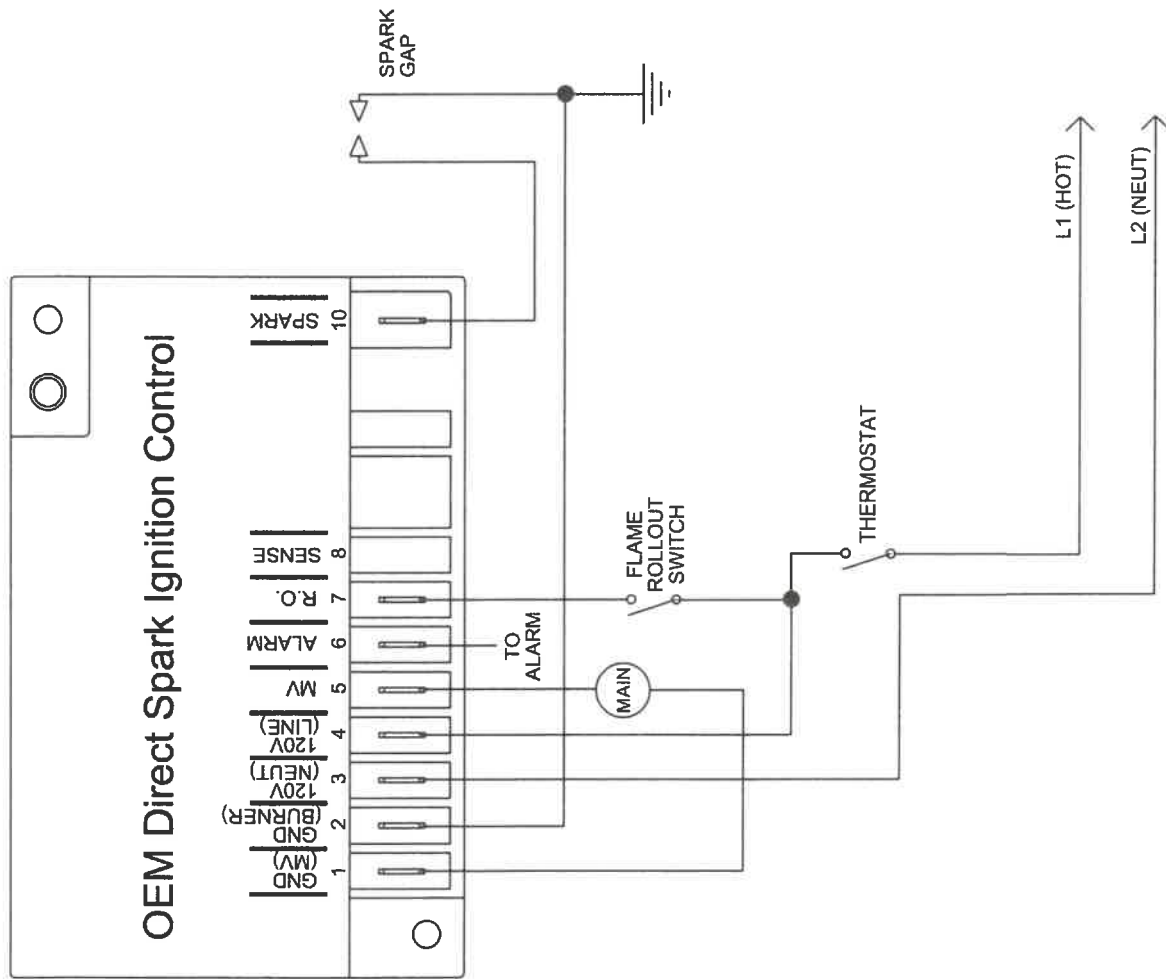 OEM Direct Spark Ignition Control
GND
(MV)
1
GND
(BURNER)
2
120V
(NEUT)
3
120V
(LINE)
4
MV
5
ALARM
6
R.O.
7
SENSE
8
SPARK
10
TO
ALARM
MAIN
FLAME
ROLLOUT
SWITCH
THERMOSTAT
SPARK
GAP
L1 (HOT)
L2 (NEUT)